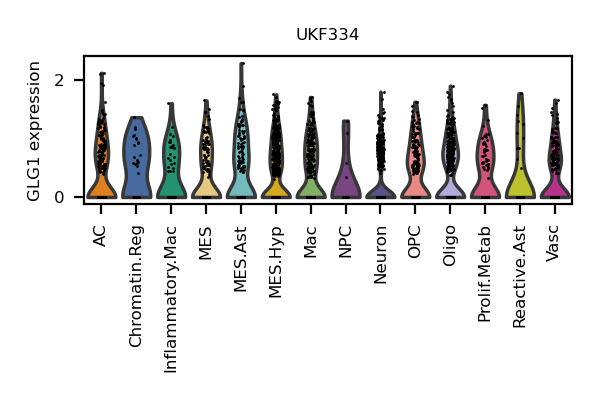 UKF334
GLG1 expression
2
0
AC
Chromatin.Reg
Inflammatory.Mac
MES
MES.Ast
MES.Hyp
Mac
NPC
Neuron
OPC
Oligo
Prolif.Metab
Reactive.Ast
Vasc